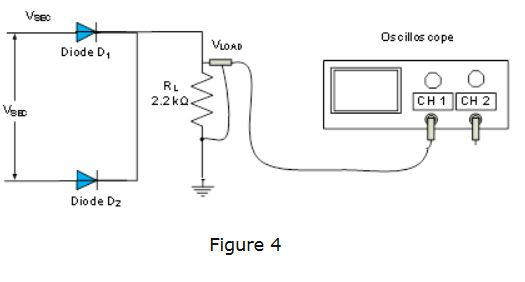 VSEC
Diode D1
VSEC
Diode D2
VLOAD
RL
2.2kΩ
Oscilloscope
CH 1
CH 2
Figure 4